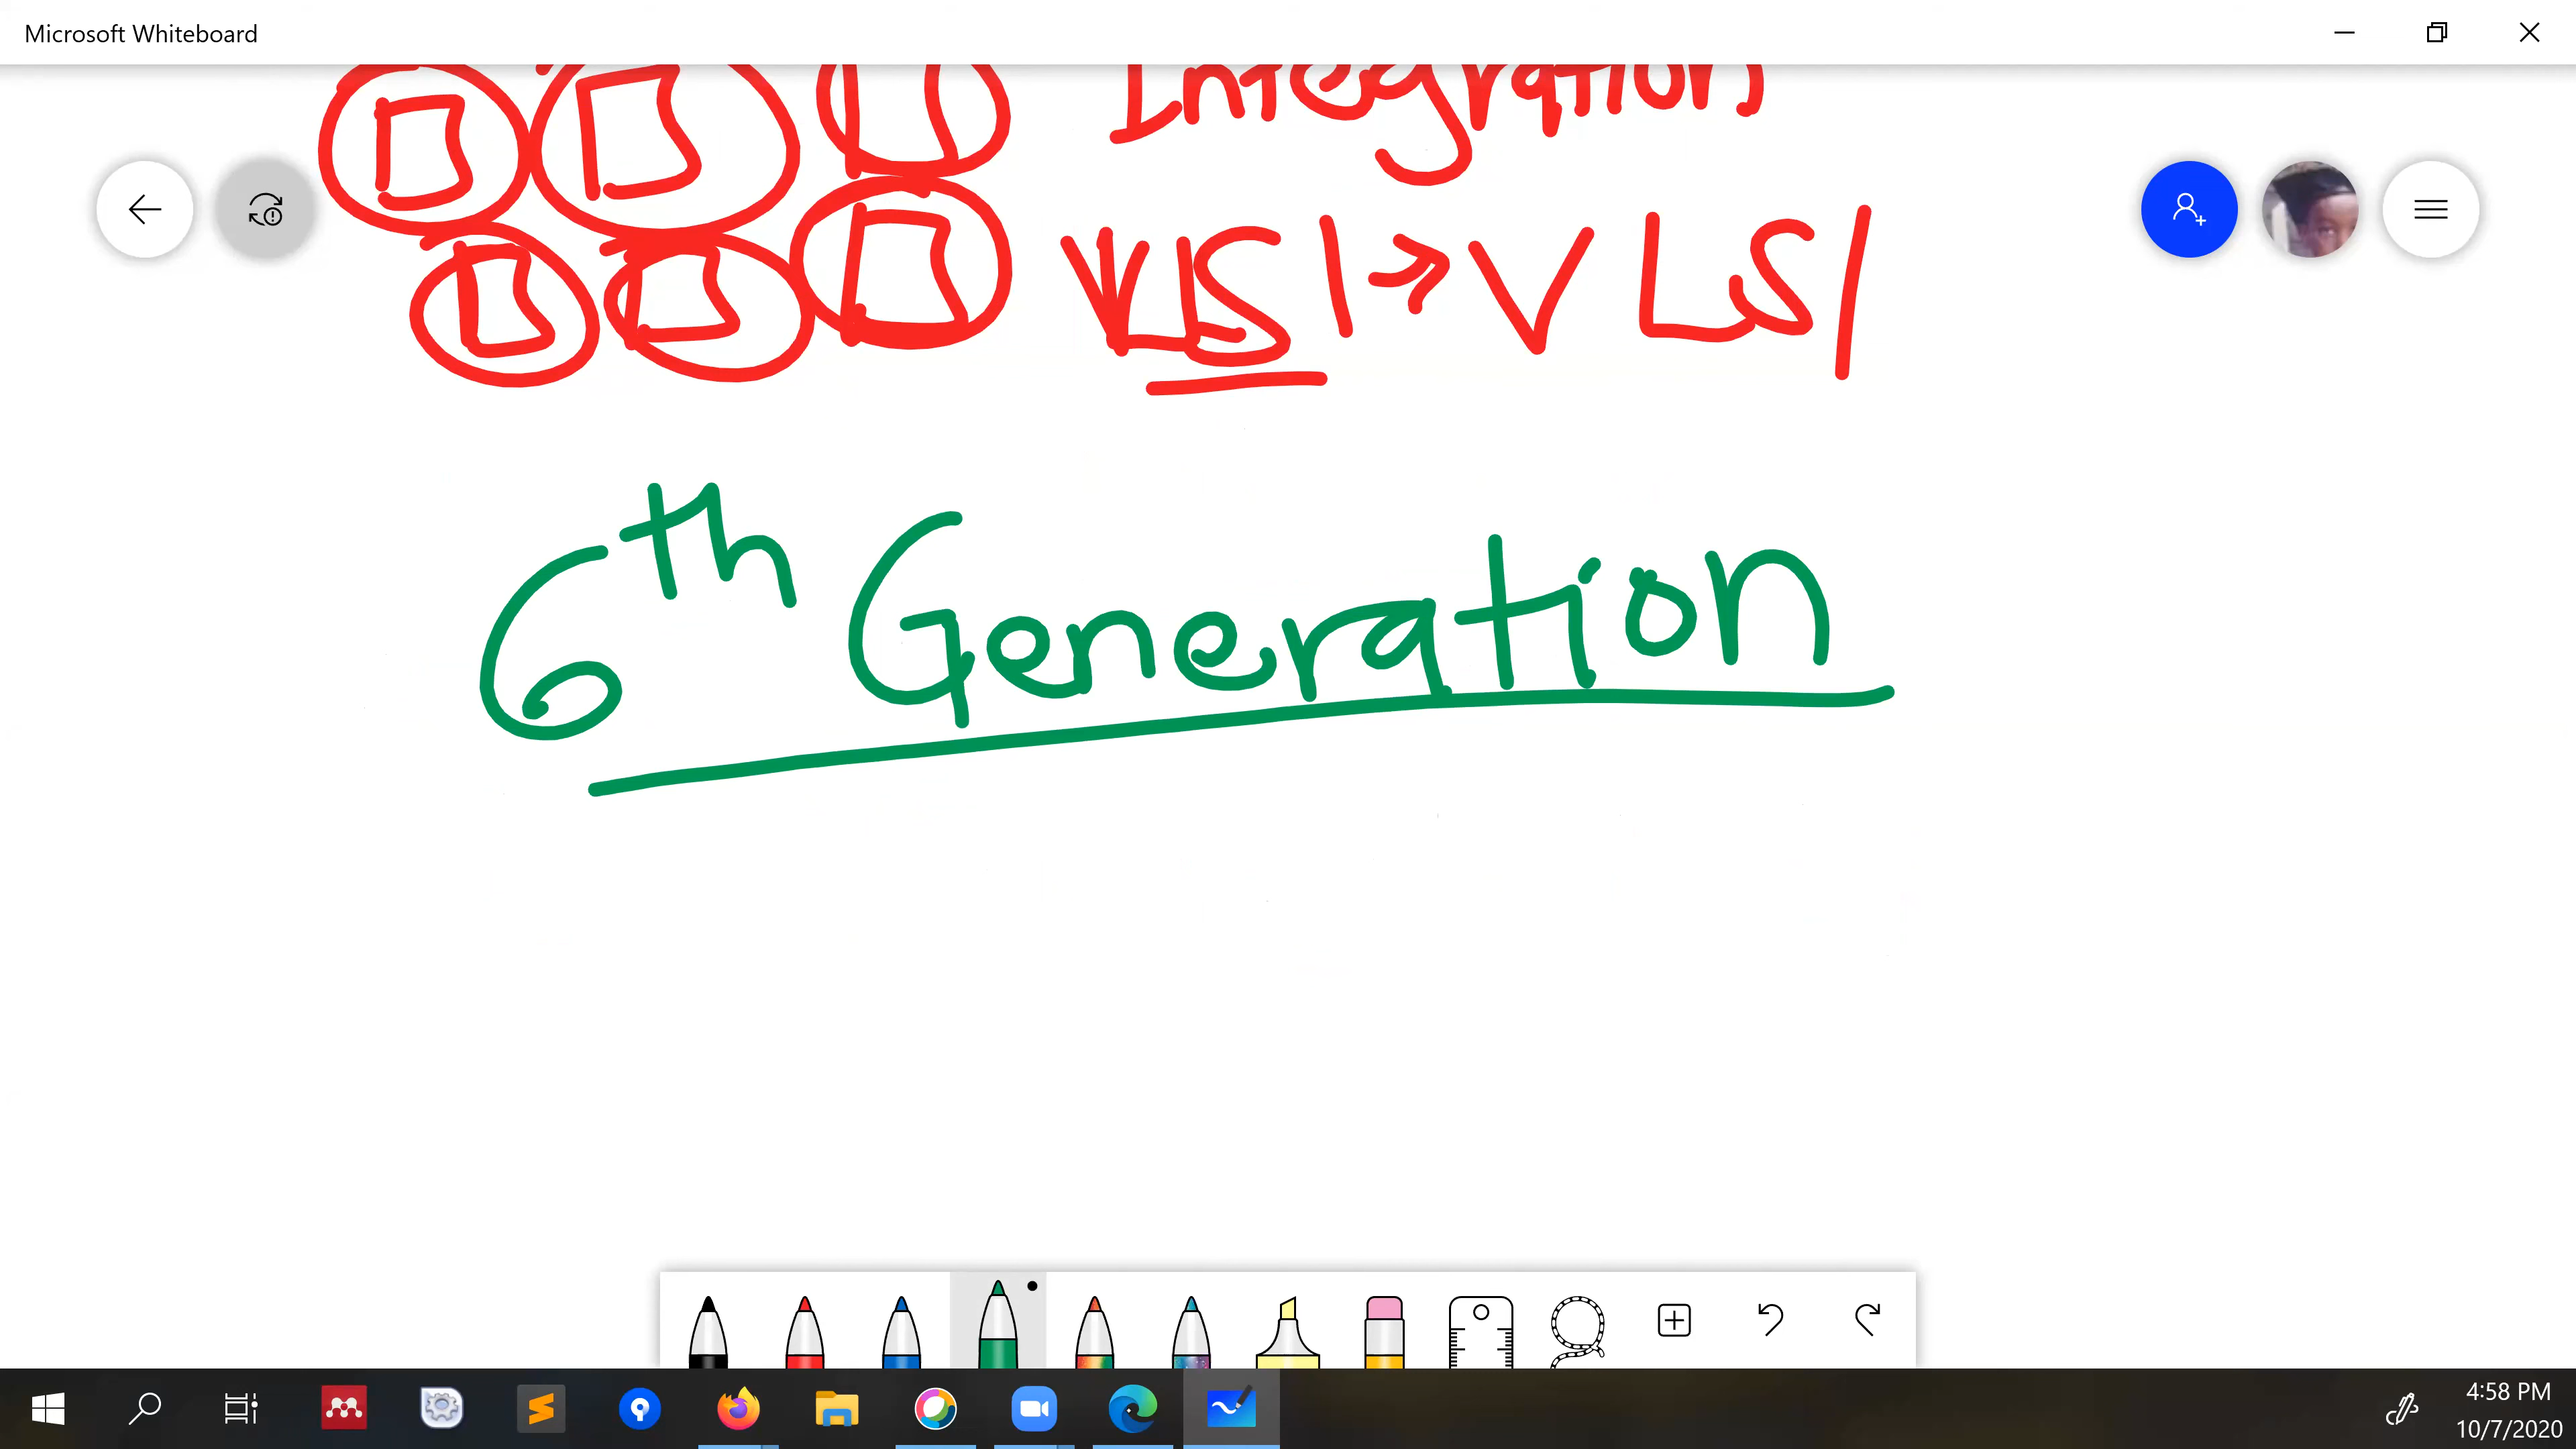 Microsoft Whiteboard
Integration
VLSI → VLSI
6th Generation
4:58 PM
10/7/2020